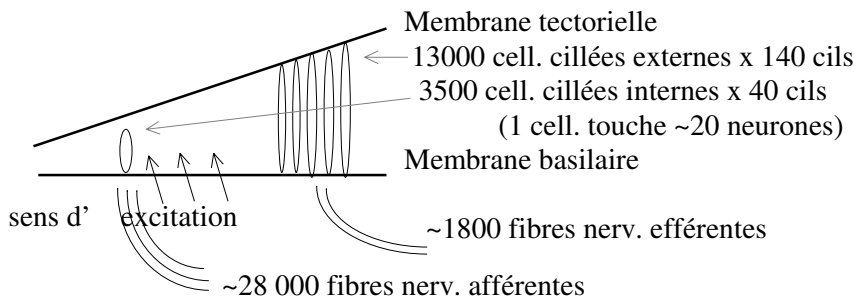 Membrane tectorielle
13000 cell. cillées externes x 140 cils
3500 cell. cillées internes x 40 cils
(1 cell. touche ~20 neurones)
Membrane basilaire
sens d’ excitation
~1800 fibres nerv. efférentes
~28 000 fibres nerv. afférentes